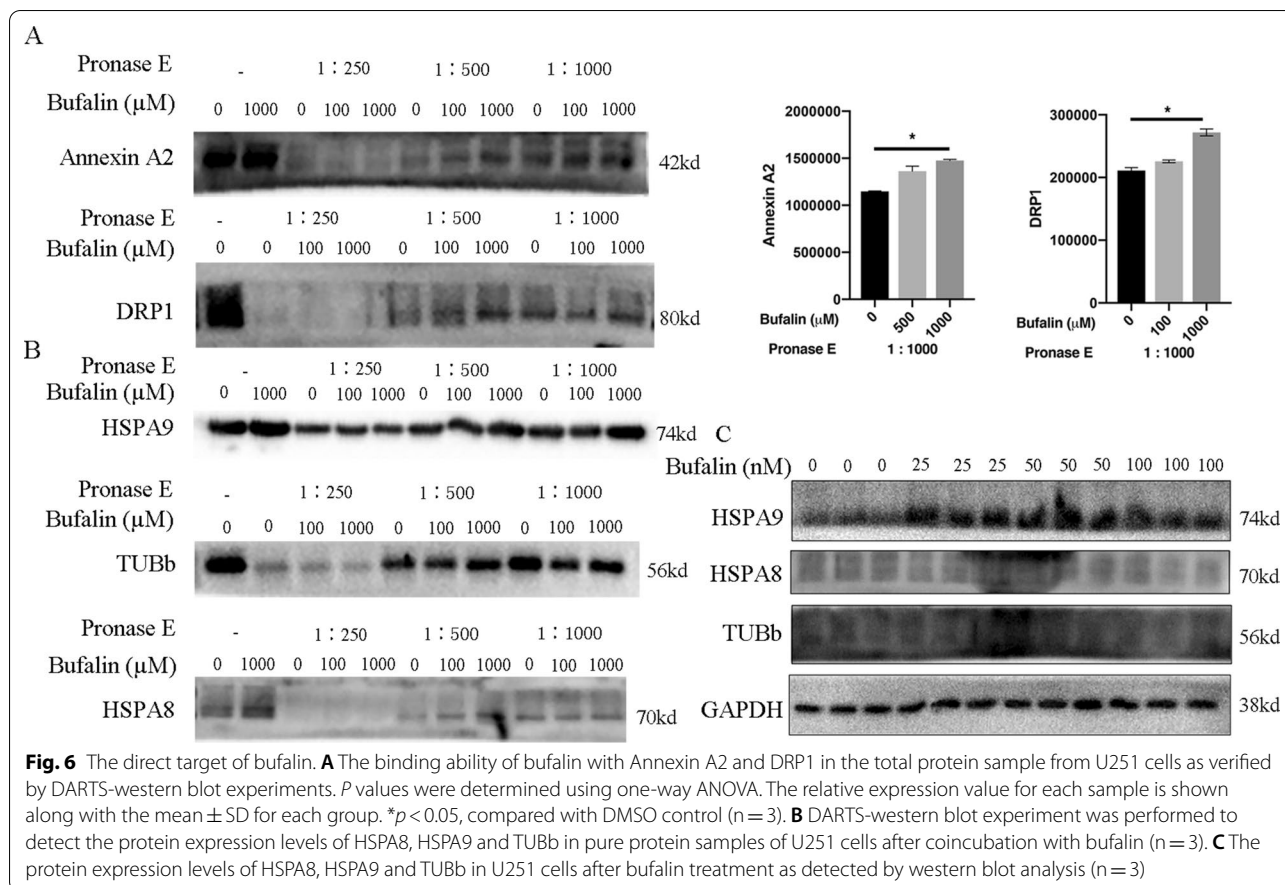 A
Pronase E - 1：250 1：500 1：1000
Bufalin (µM) 0 1000 0 100 1000 0 100 1000 0 100 1000
Annexin A2 42kd
Pronase E - 1：250 1：500 1：1000
Bufalin (µM) 0 0 100 1000 0 100 1000 0 100 1000
DRP1 80kd
2000000
1500000
1000000
500000
0
Annexin A2
*
Bufalin (µM) 0 500 1000
Pronase E 1 : 1000
300000
200000
100000
0
DRP1
*
Bufalin (µM) 0 100 1000
Pronase E 1 : 1000
B
Pronase E - 1：250 1：500 1：1000
Bufalin (µM) 0 1000 0 100 1000 0 100 1000 0 100 1000
HSPA9 74kd
Pronase E - 1：250 1：500 1：1000
Bufalin (µM) 0 0 100 1000 0 100 1000 0 100 1000
TUBb 56kd
Pronase E - 1：250 1：500 1：1000
Bufalin (µM) 0 1000 0 100 1000 0 100 1000 0 100 1000
HSPA8 70kd
C
Bufalin (nM) 0 0 0 25 25 25 50 50 50 100 100 100
HSPA9 74kd
HSPA8 70kd
TUBb 56kd
GAPDH 38kd
Fig. 6 The direct target of bufalin. A The binding ability of bufalin with Annexin A2 and DRP1 in the total protein sample from U251 cells as verified
by DARTS-western blot experiments. P values were determined using one-way ANOVA. The relative expression value for each sample is shown
along with the mean ± SD for each group. *p < 0.05, compared with DMSO control (n = 3). B DARTS-western blot experiment was performed to
detect the protein expression levels of HSPA8, HSPA9 and TUBb in pure protein samples of U251 cells after coincubation with bufalin (n = 3). C The
protein expression levels of HSPA8, HSPA9 and TUBb in U251 cells after bufalin treatment as detected by western blot analysis (n = 3)